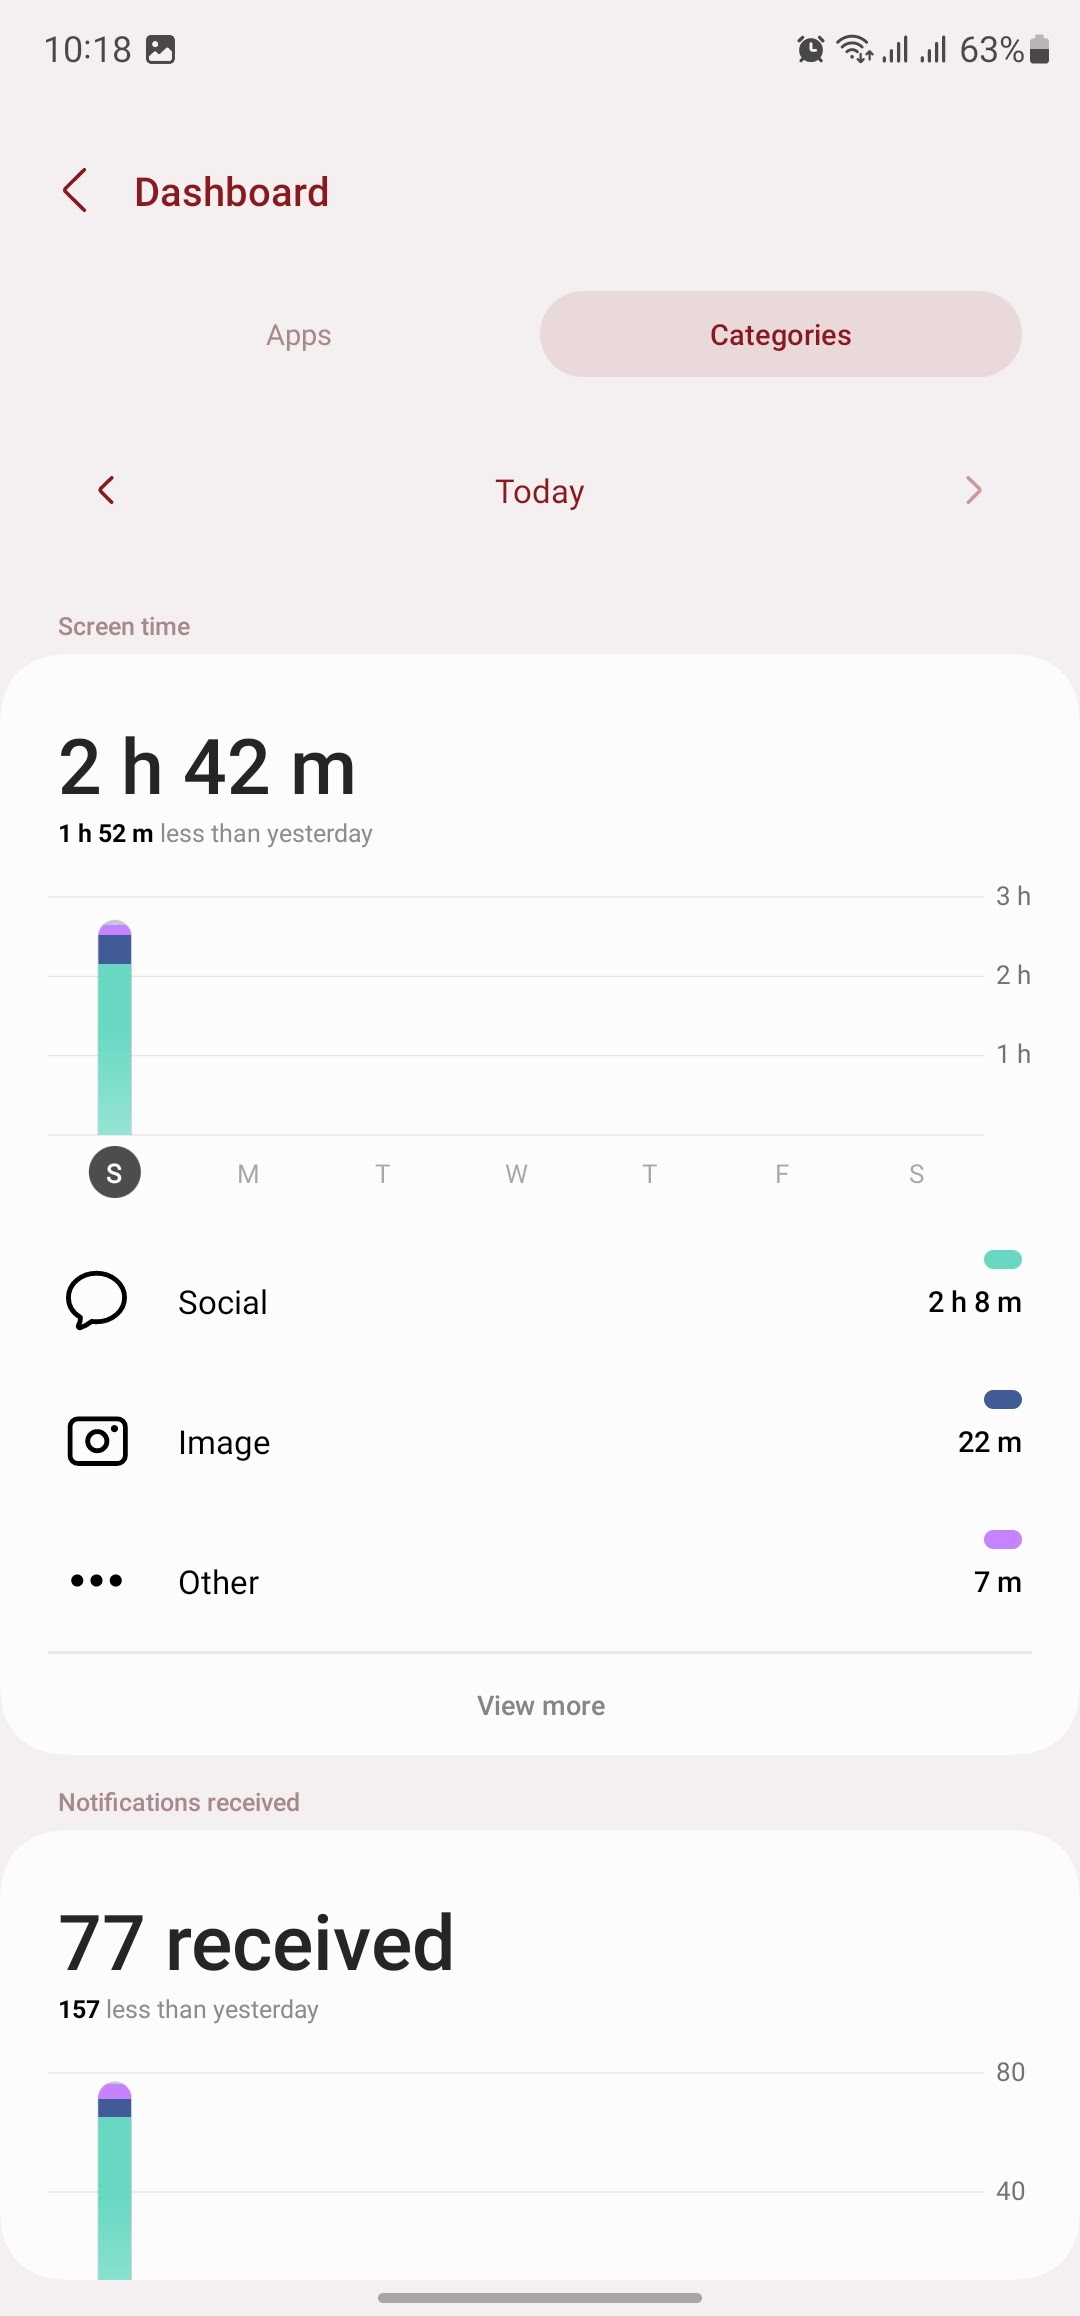 10:18 63%
Dashboard
Apps Categories
Today
Screen time
2 h 42 m
1 h 52 m less than yesterday
3 h
2 h
1 h
S M T W T F S
Social 2 h 8 m
Image 22 m
Other 7 m
View more
Notifications received
77 received
157 less than yesterday
80
40